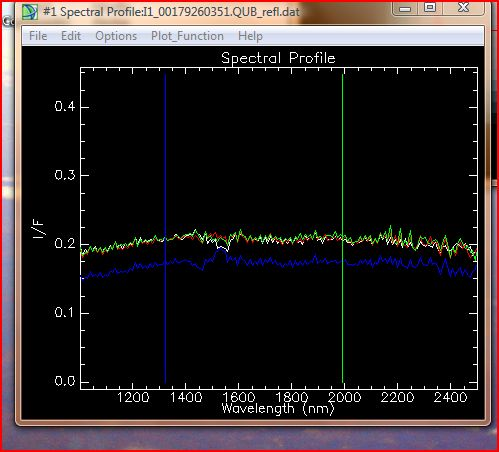 #1 Spectral Profile:I1_00179260351.QUB_refl.dat
File Edit Options Plot_Function Help
Spectral Profile
0.4
0.3
0.2
0.1
0.0
I/F
1200 1400 1600 1800 2000 2200 2400
Wavelength (nm)